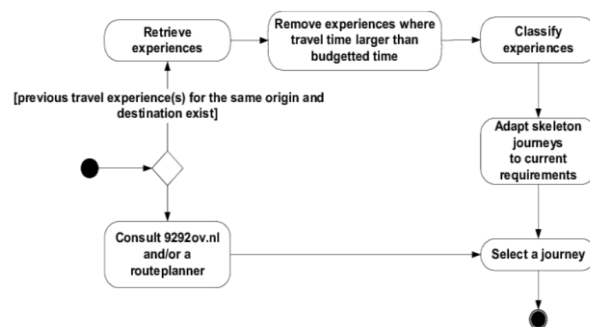 Retrieve
experiences
Remove experiences where
travel time larger than
budgetted time
Classify
experiences
[previous travel experience(s) for the same origin and
destination exist]
Adapt skeleton
journeys
to current
requirements
Consult 9292ov.nl
and/or a
routeplanner
Select a journey